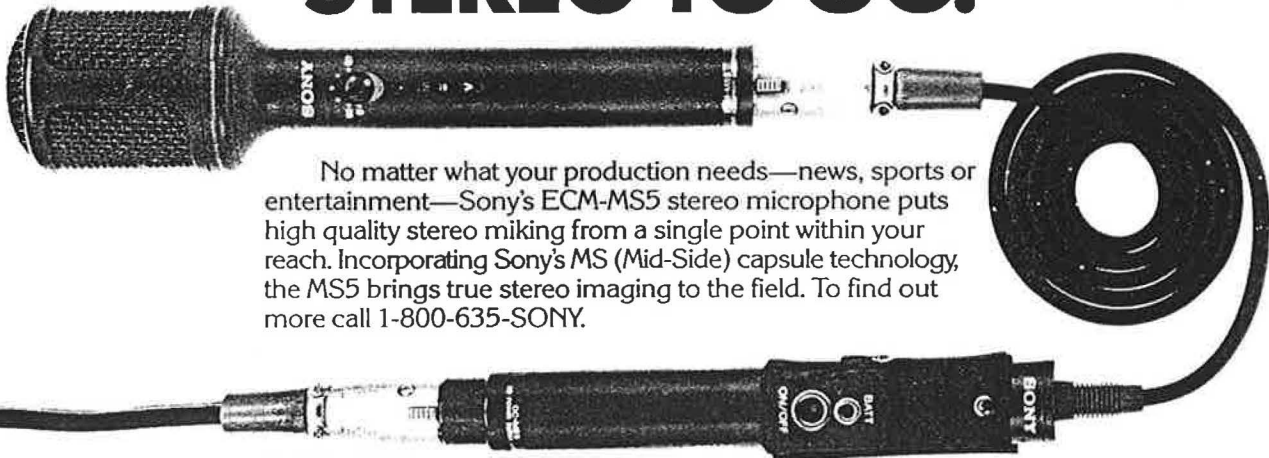 STEREO TO GO.
SONY
No matter what your production needs—news, sports or
entertainment—Sony's ECM-MS5 stereo microphone puts
high quality stereo miking from a single point within your
reach. Incorporating Sony's MS (Mid-Side) capsule technology,
the MS5 brings true stereo imaging to the field. To find out
more call 1-800-635-SONY.
ON/OFF
BATT
SONY